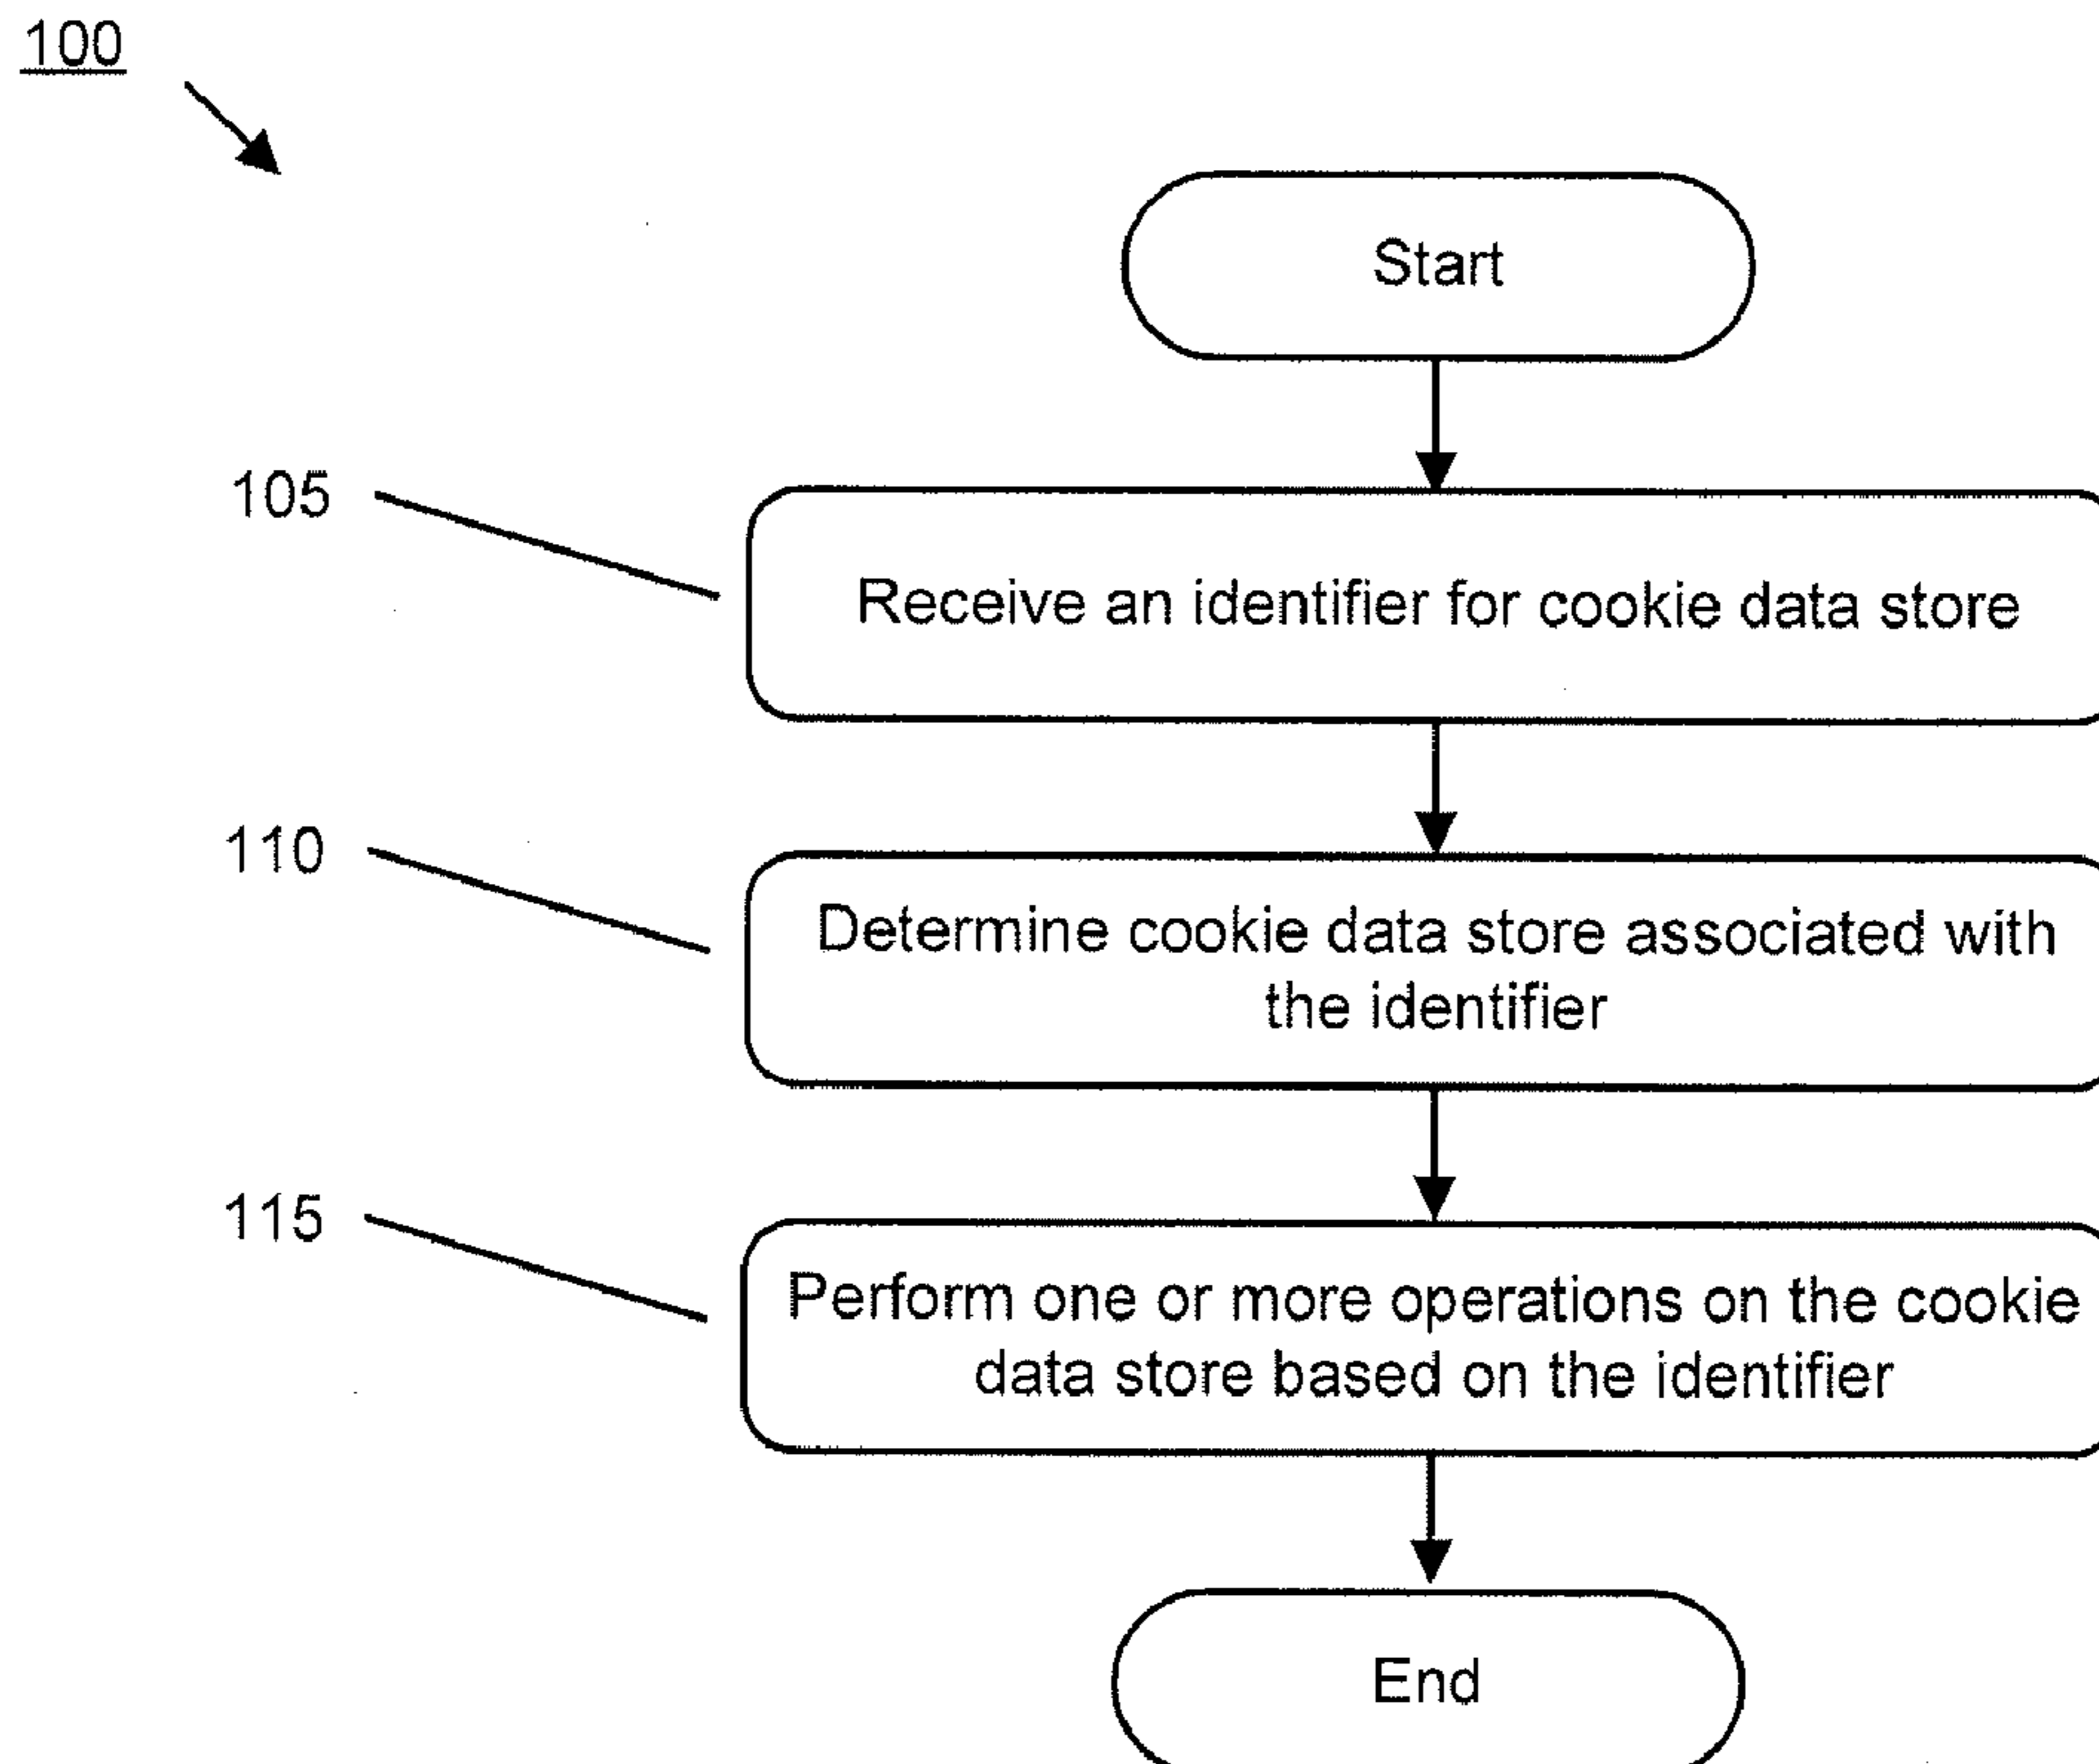 100
Start
105
Receive an identifier for cookie data store
110
Determine cookie data store associated with
the identifier
115
Perform one or more operations on the cookie
data store based on the identifier
End